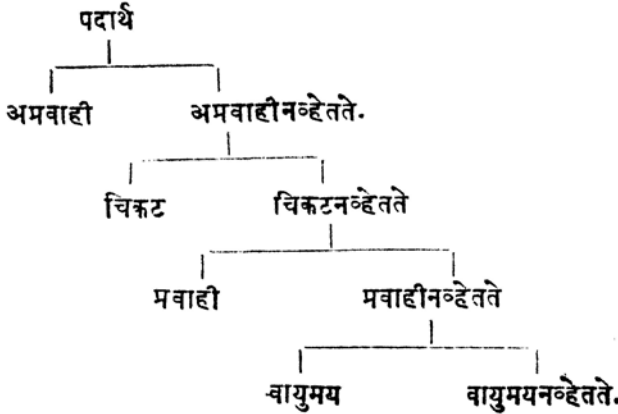 पदार्थ
अप्रवाही अप्रवाहीनव्हेतते.
चिकट चिकटनव्हेतते
प्रवाही प्रवाहीनव्हेतते
वायुमय वायुमयनव्हेतते.